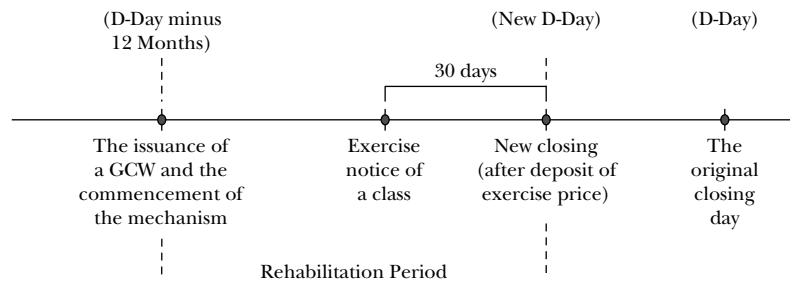 (D-Day minus
12 Months)
(New D-Day)
(D-Day)
30 days
The issuance of
a GCW and the
commencement of
the mechanism
Exercise
notice of
a class
New closing
(after deposit of
exercise price)
The
original
closing
day
Rehabilitation Period